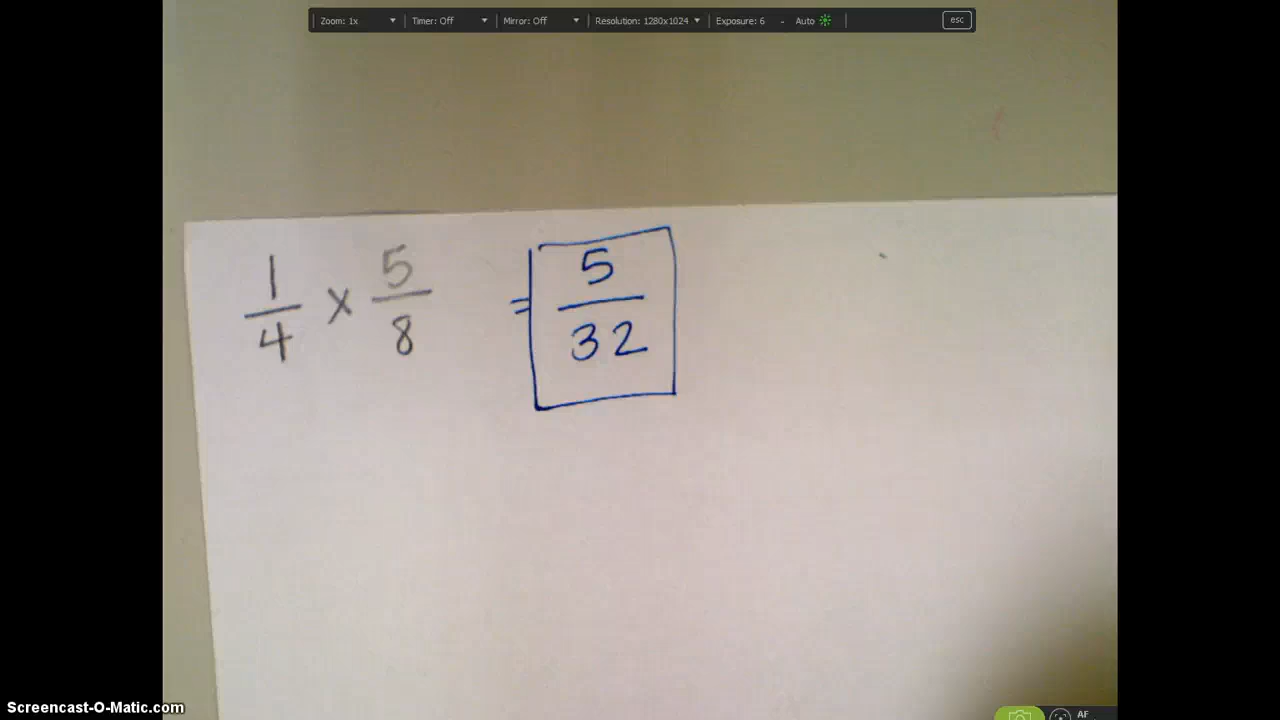 Zoom: 1x Timer: Off Mirror: Off Resolution: 1280x1024 Exposure: 6 - Auto esc
1/4 x 5/8 = 5/32
Screencast-O-Matic.com
AF